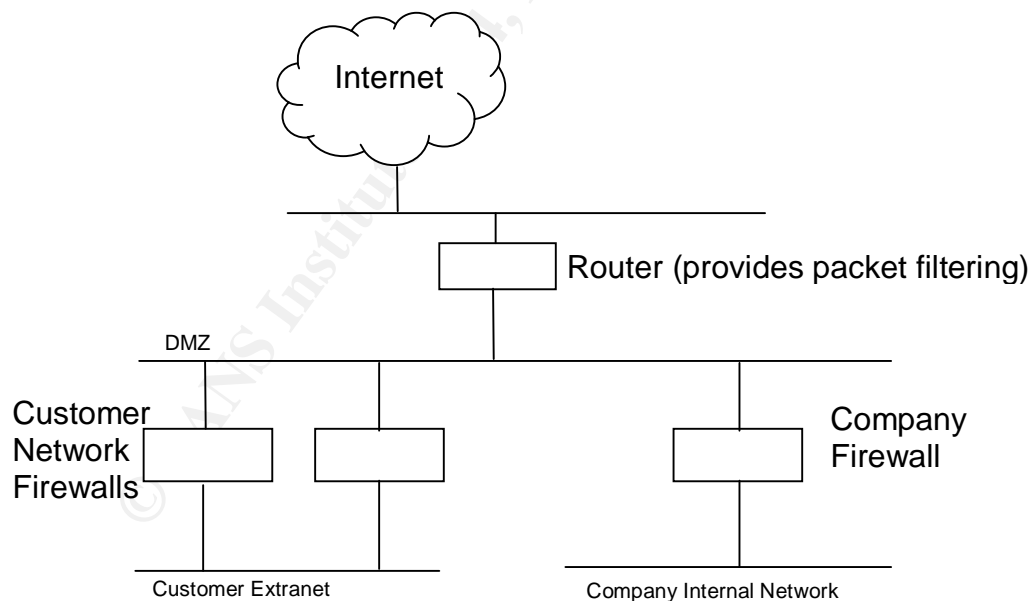 Internet
Router (provides packet filtering)
DMZ
Customer
Network
Firewalls
Company
Firewall
Customer Extranet
Company Internal Network